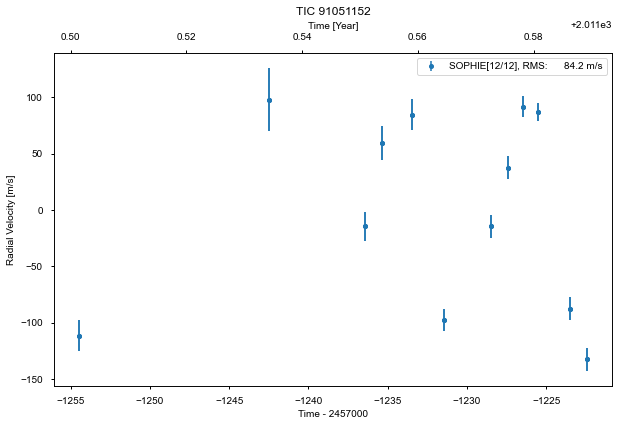 TIC 91051152
Time [Year]
+2.011e3
0.50 0.52 0.54 0.56 0.58
SOPHIE[12/12], RMS: 84.2 m/s
Radial Velocity [m/s]
100
50
0
−50
−100
−150
−1255 −1250 −1245 −1240 −1235 −1230 −1225
Time - 2457000